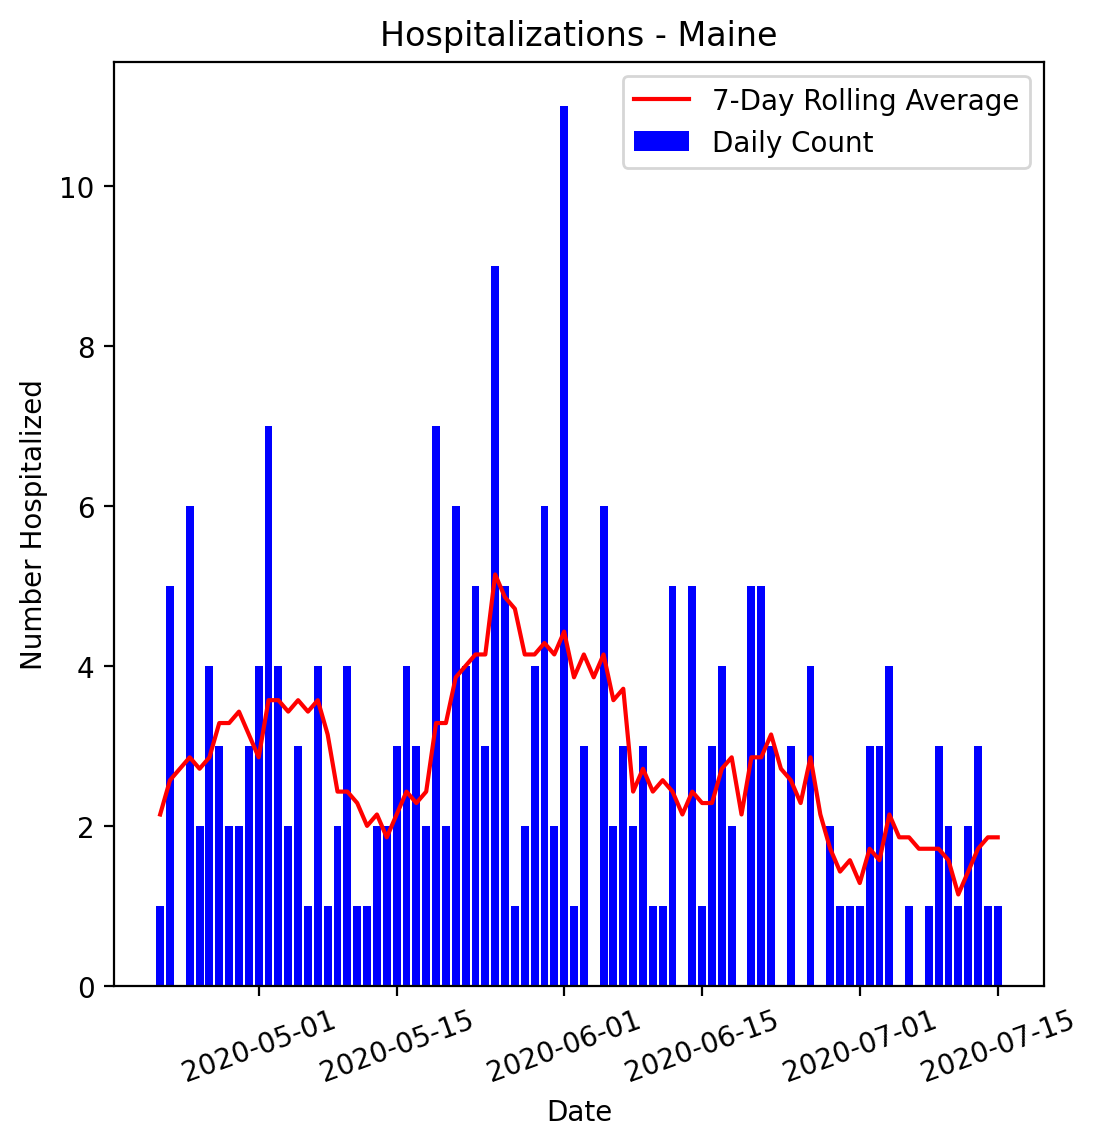 Hospitalizations - Maine
7-Day Rolling Average
Daily Count
Number Hospitalized
10
8
6
4
2
0
2020-05-01
2020-05-15
2020-06-01
2020-06-15
2020-07-01
2020-07-15
Date